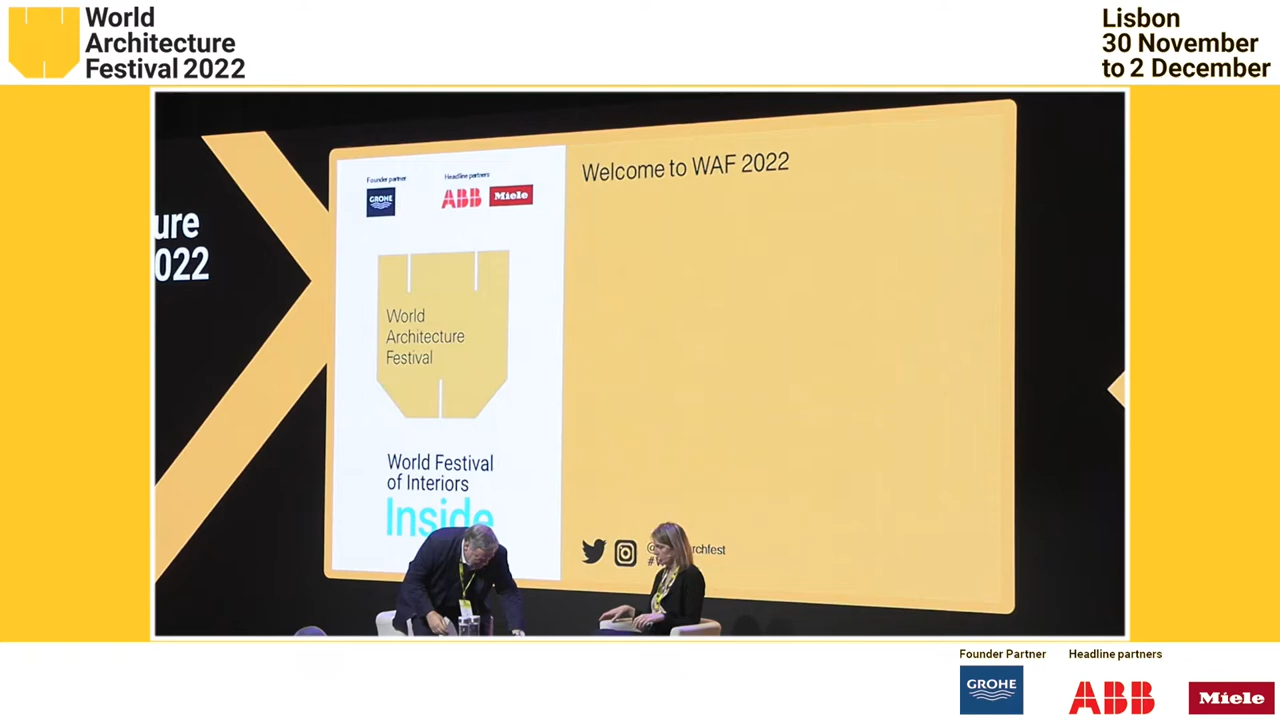 World
Architecture
Festival 2022
Lisbon
30 November
to 2 December
ure
022
Founder partner
GROHE
Headline partners
ABB
Miele
Welcome to WAF 2022
World
Architecture
Festival
World Festival
of Interiors
Inside
rchfest
Founder Partner
GROHE
Headline partners
ABB
Miele